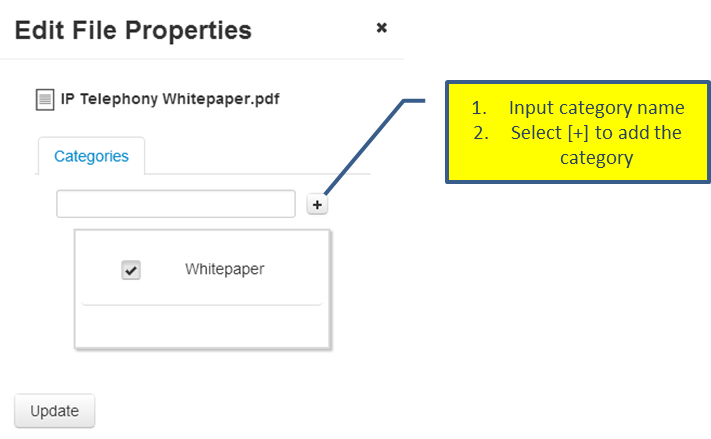 Edit File Properties
IP Telephony Whitepaper.pdf
Categories
+
Whitepaper
Update
1. Input category name
2. Select [+] to add the
category